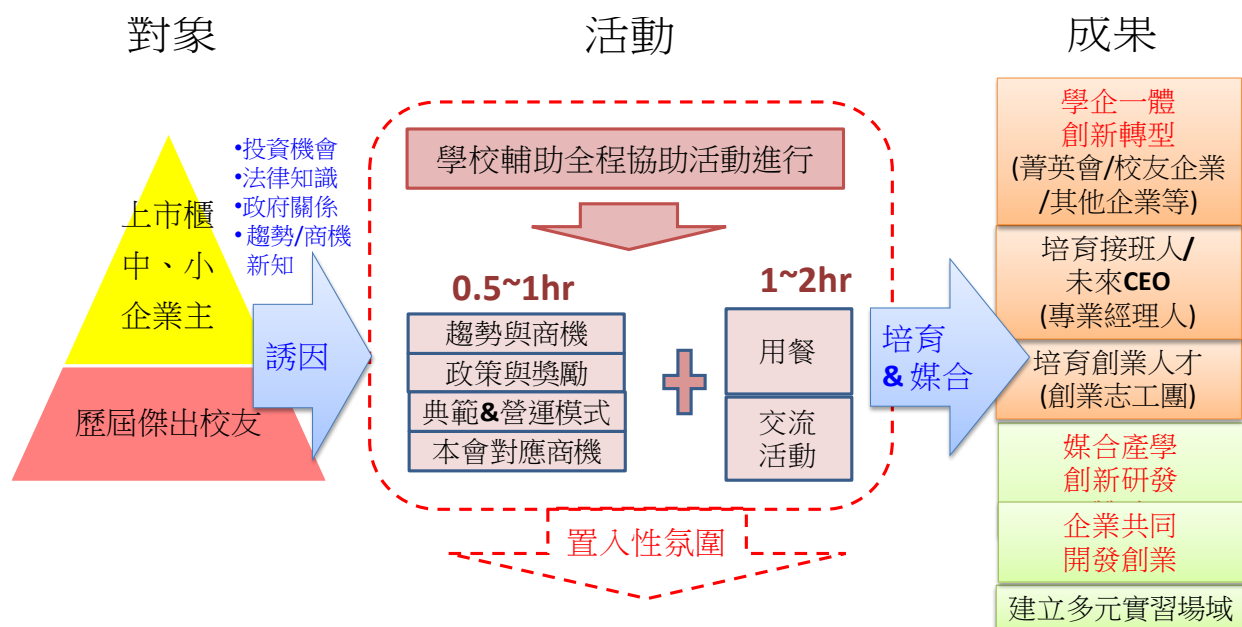 對象
活動
成果
•投資機會
•法律知識
•政府關係
•趨勢/商機
新知
上市櫃
中、小
企業主
歷屆傑出校友
誘因
學校輔助全程協助活動進行
0.5~1hr
趨勢與商機
政策與獎勵
典範&營運模式
本會對應商機
1~2hr
用餐
交流
活動
置入性氛圍
培育
& 媒合
學企一體
創新轉型
(菁英會/校友企業
/其他企業等)
培育接班人/
未來CEO
(專業經理人)
培育創業人才
(創業志工團)
媒合產學
創新研發
企業共同
開發創業
建立多元實習場域